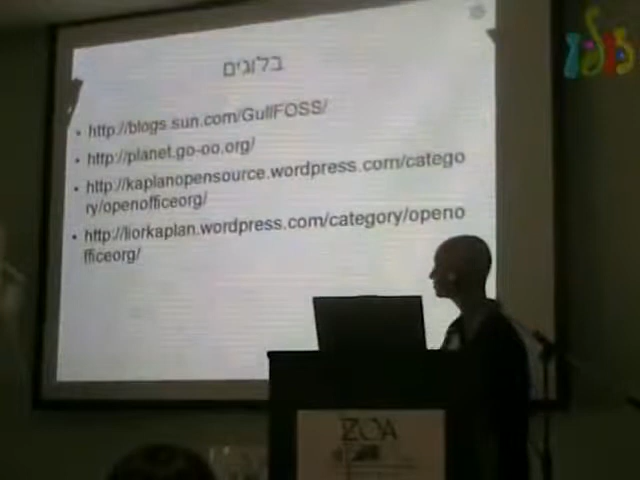 בלוגים
http://blogs.sun.com/GullFOSS/
http://planet.go-oo.org/
http://kaplanopensource.wordpress.com/catego
ry/openofficeorg/
http://liorkaplan.wordpress.com/category/openo
fficeorg/
ZOA